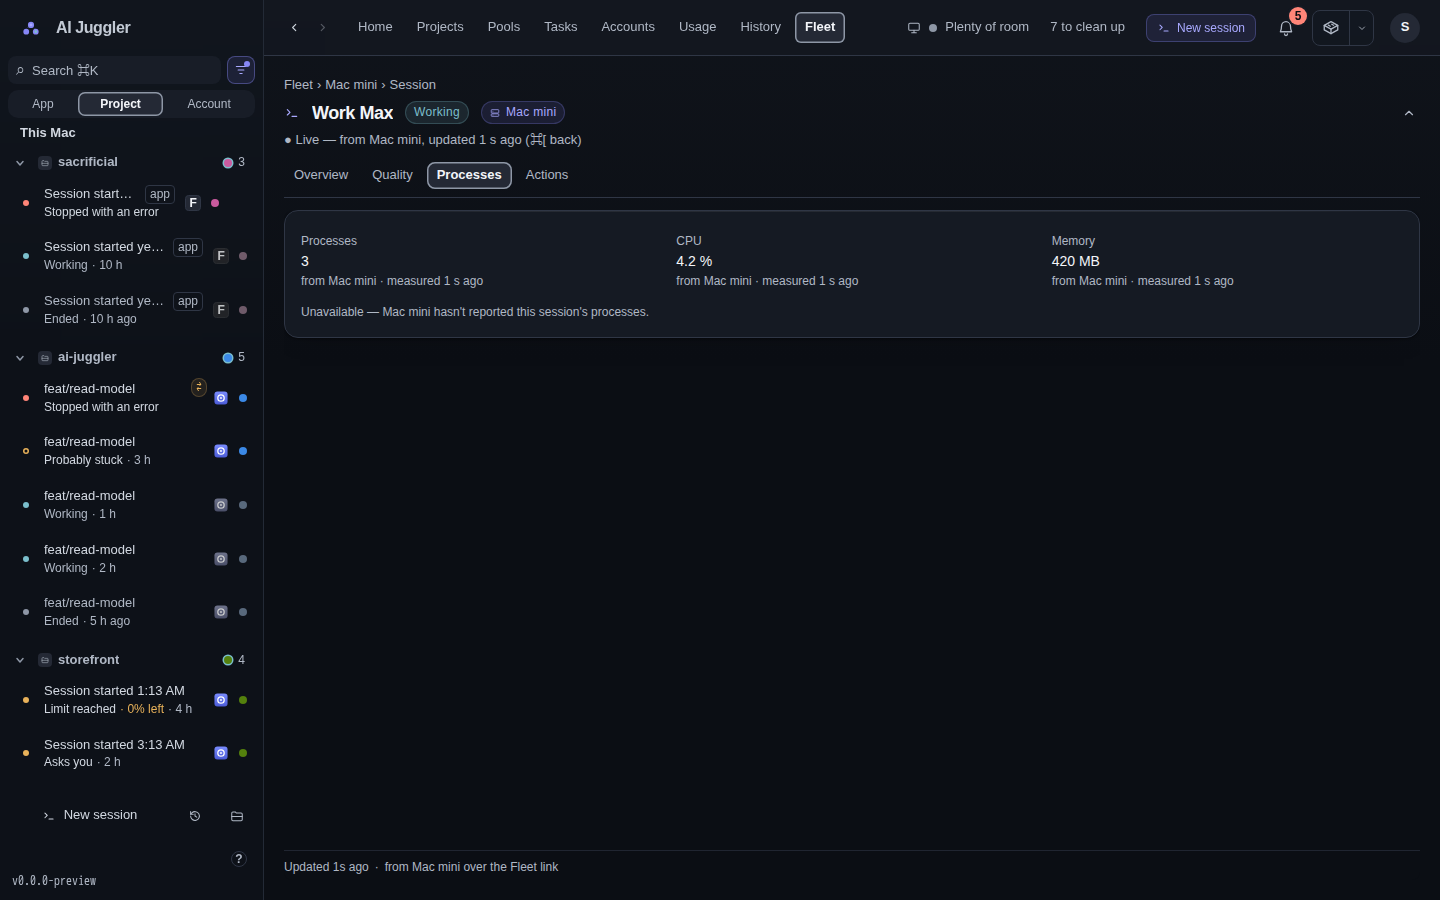 AI Juggler
Home Projects Pools Tasks Accounts Usage History Fleet
Plenty of room 7 to clean up New session 5 S
Search ⌘K
App Project Account
This Mac
sacrificial 3
Session start… app F
Stopped with an error
Session started ye… app F
Working · 10 h
Session started ye… app F
Ended · 10 h ago
ai-juggler 5
feat/read-model
Stopped with an error
feat/read-model
Probably stuck · 3 h
feat/read-model
Working · 1 h
feat/read-model
Working · 2 h
feat/read-model
Ended · 5 h ago
storefront 4
Session started 1:13 AM
Limit reached · 0% left · 4 h
Session started 3:13 AM
Asks you · 2 h
New session
?
v0.0.0-preview
Fleet › Mac mini › Session
Work Max Working Mac mini
● Live — from Mac mini, updated 1 s ago (⌘[ back)
Overview Quality Processes Actions
Processes CPU Memory
3 4.2 % 420 MB
from Mac mini · measured 1 s ago from Mac mini · measured 1 s ago from Mac mini · measured 1 s ago
Unavailable — Mac mini hasn't reported this session's processes.
Updated 1s ago · from Mac mini over the Fleet link